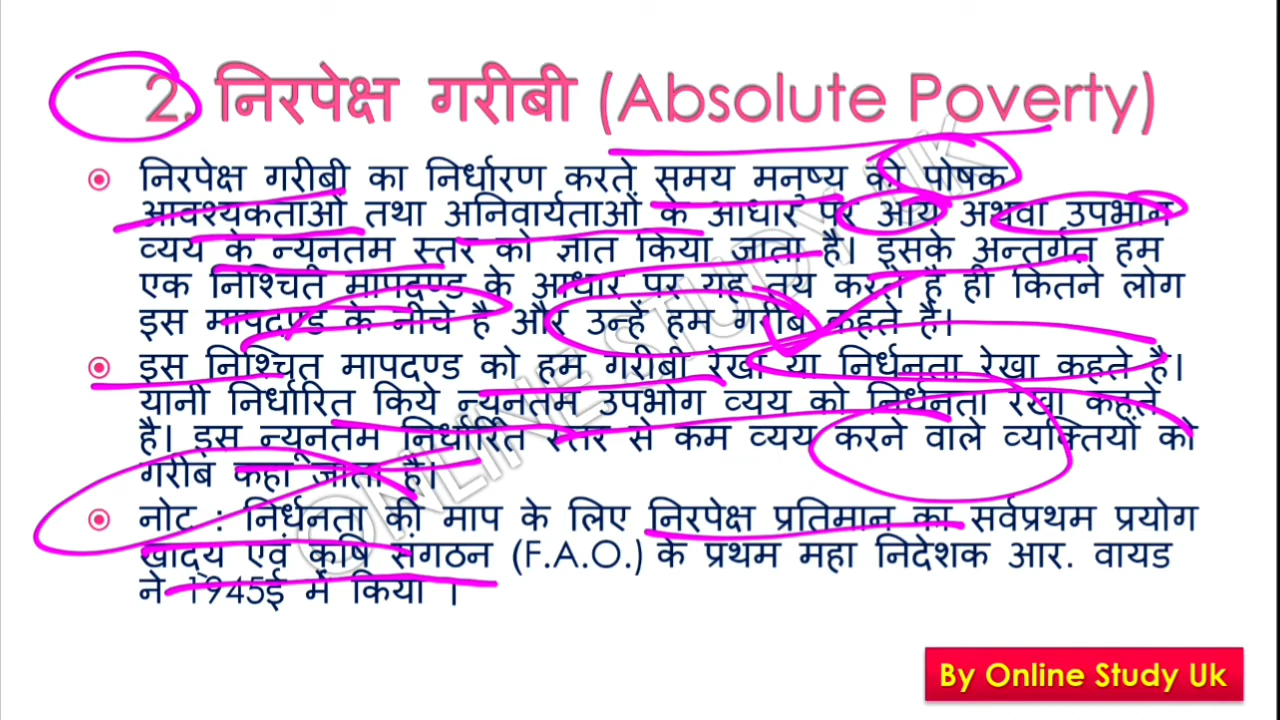 2. निरपेक्ष गरीबी (Absolute Poverty)
निरपेक्ष गरीबी का निर्धारण करते समय मनुष्य की पोषक
आवश्यकताओं तथा अनिवार्यताओं के आधार पर आय अथवा उपभोग
व्यय के न्यूनतम स्तर को ज्ञात किया जाता है। इसके अन्तर्गत हम
एक निश्चित मापदण्ड के आधार पर यह तय करते है ही कितने लोग
इस मापदण्ड के नीचे है और उन्हें हम गरीब कहते है।
इस निश्चित मापदण्ड को हम गरीबी रेखा या निर्धनता रेखा कहते है।
यानी निर्धारित किये न्यूनतम उपभोग व्यय को निर्धनता रेखा कहते
है। इस न्यूनतम निर्धारित स्तर से कम व्यय करने वाले व्यक्तियों को
गरीब कहा जाता है।
नोट : निर्धनता की माप के लिए निरपेक्ष प्रतिमान का सर्वप्रथम प्रयोग
खाद्य एवं कृषि संगठन (F.A.O.) के प्रथम महा निदेशक आर. वायड
ने 1945ई में किया ।
ONLINE STUDY UK
By Online Study Uk